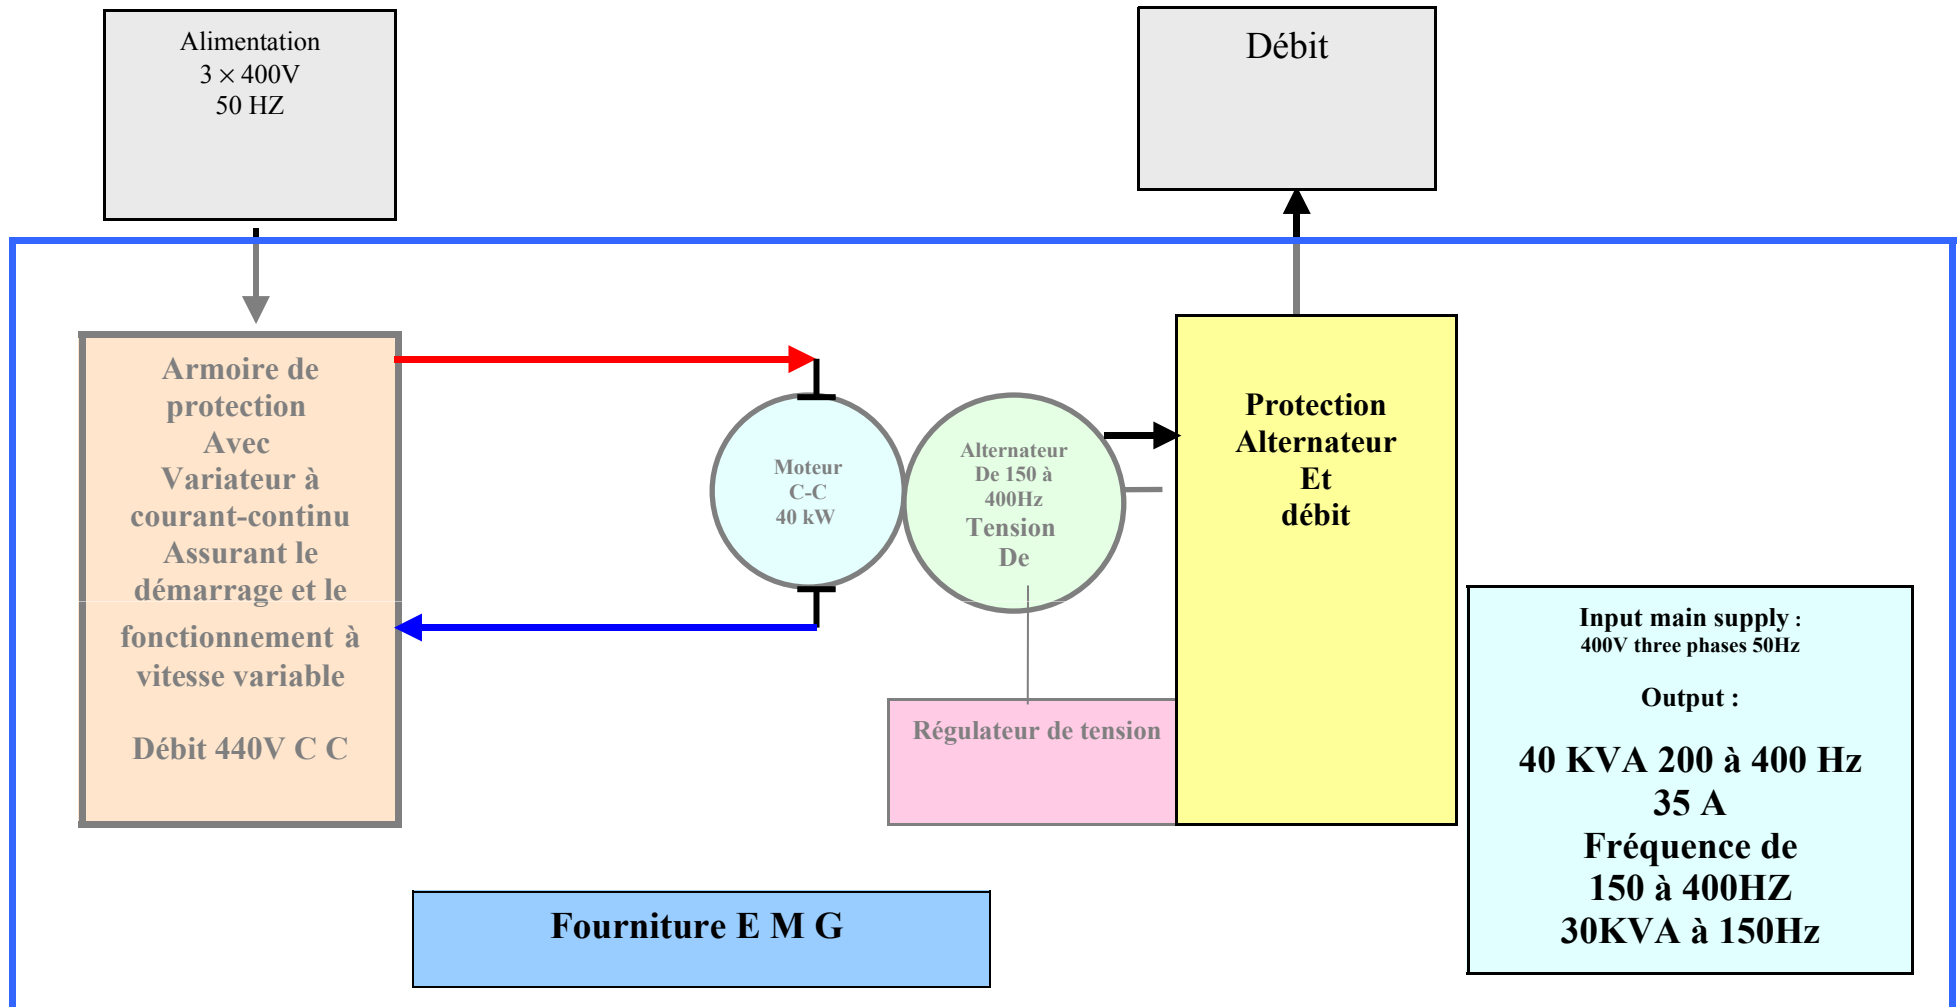 Alimentation
3 × 400V
50 HZ
Débit
Armoire de
protection
Avec
Variateur à
courant-continu
Assurant le
démarrage et le
fonctionnement à
vitesse variable
Débit 440V C C
Moteur
C-C
40 kW
Alternateur
De 150 à
400Hz
Tension
De
Protection
Alternateur
Et
débit
Régulateur de tension
Input main supply :
400V three phases 50Hz
Output :
40 KVA 200 à 400 Hz
35 A
Fréquence de
150 à 400HZ
30KVA à 150Hz
Fourniture E M G